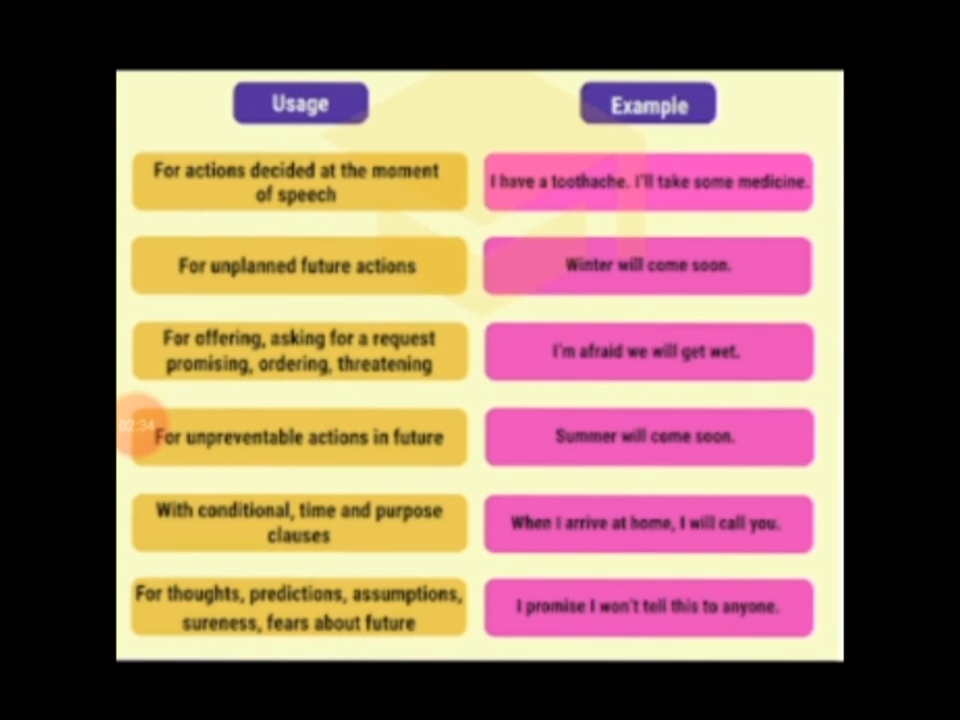 Usage
Example
For actions decided at the moment
of speech
I have a toothache. I'll take some medicine.
For unplanned future actions
Winter will come soon.
For offering, asking for a request
promising, ordering, threatening
I'm afraid we will get wet.
02:34
For unpreventable actions in future
Summer will come soon.
With conditional, time and purpose
clauses
When I arrive at home, I will call you.
For thoughts, predictions, assumptions,
sureness, fears about future
I promise I won't tell this to anyone.